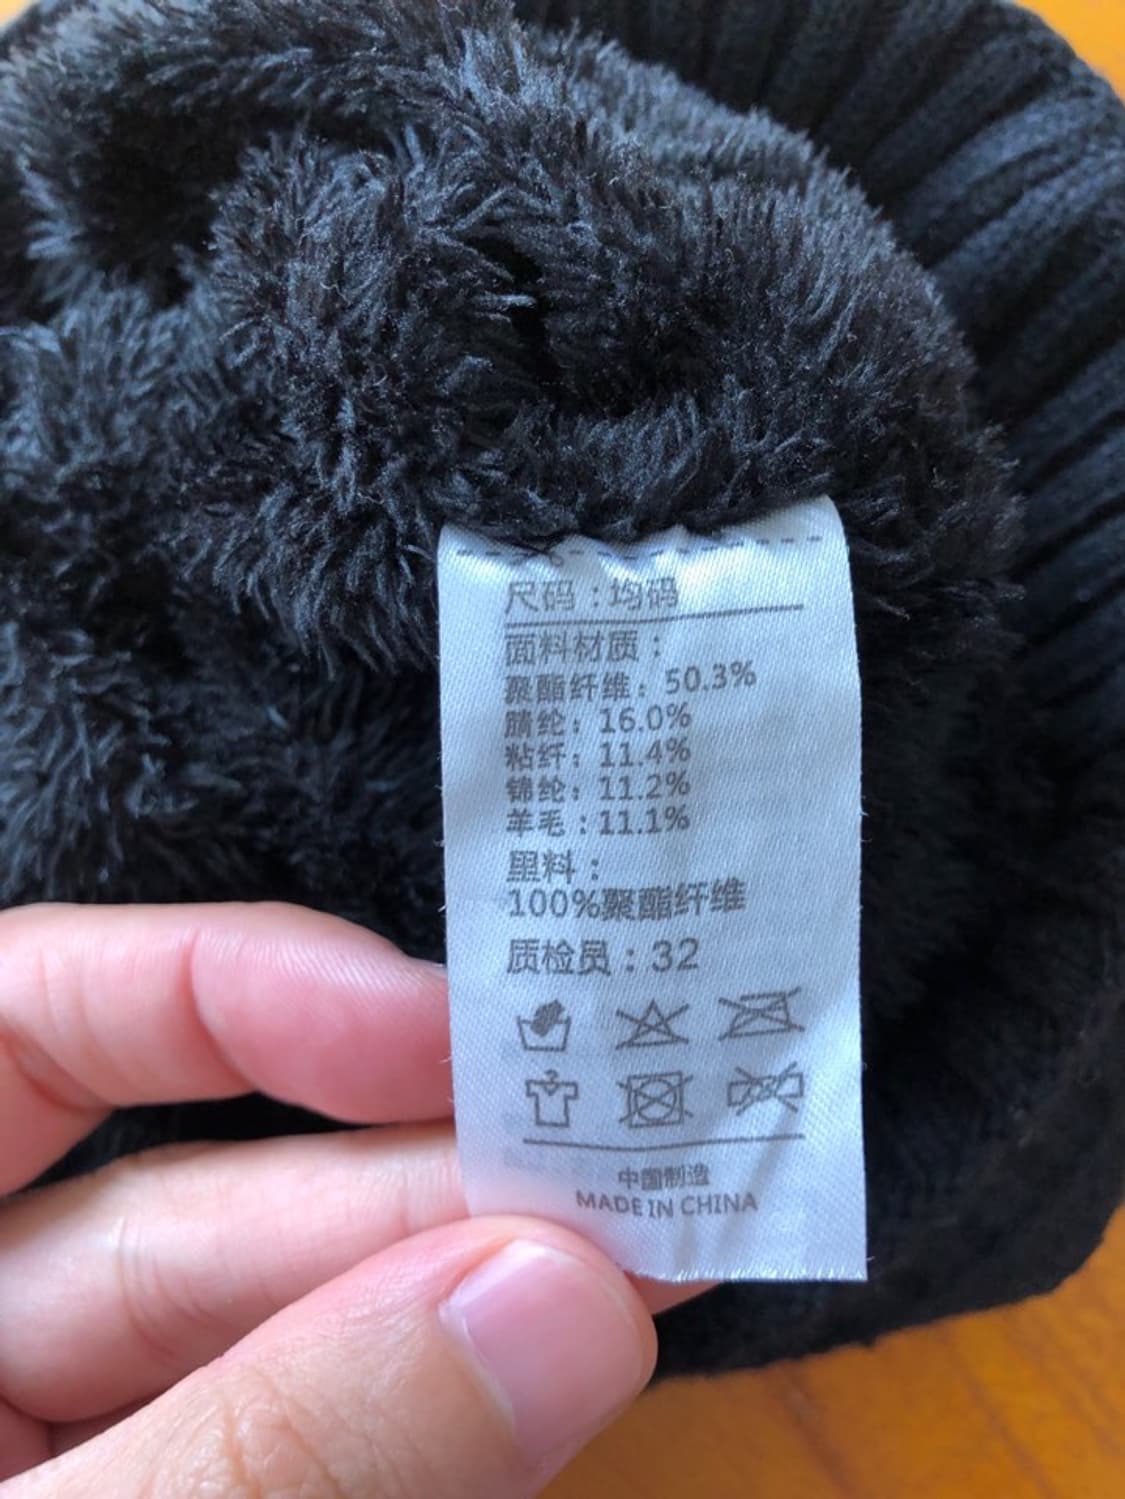 尺码：均码
面料材质：
聚酯纤维：50.3%
腈纶：16.0%
粘纤：11.4%
锦纶：11.2%
羊毛：11.1%
里料：
100%聚酯纤维
质检员：32
中国制造
MADE IN CHINA